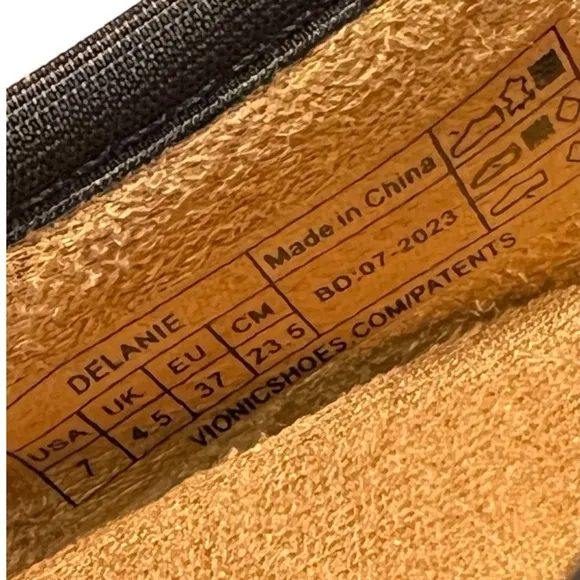 DELANIE
Made in China
USA UK EU CM
7 4.5 37 23.5
BD:07-2023
VIONICSHOES.COM/PATENTS